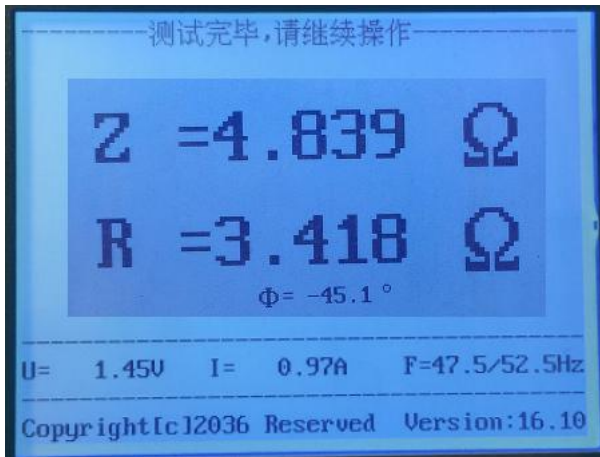 ----------测试完毕,请继续操作-------------
Z =4.839 Ω
R =3.418 Ω
Φ= -45.1°
U= 1.45V I= 0.97A F=47.5/52.5Hz
Copyright[c]2036 Reserved Version:16.10